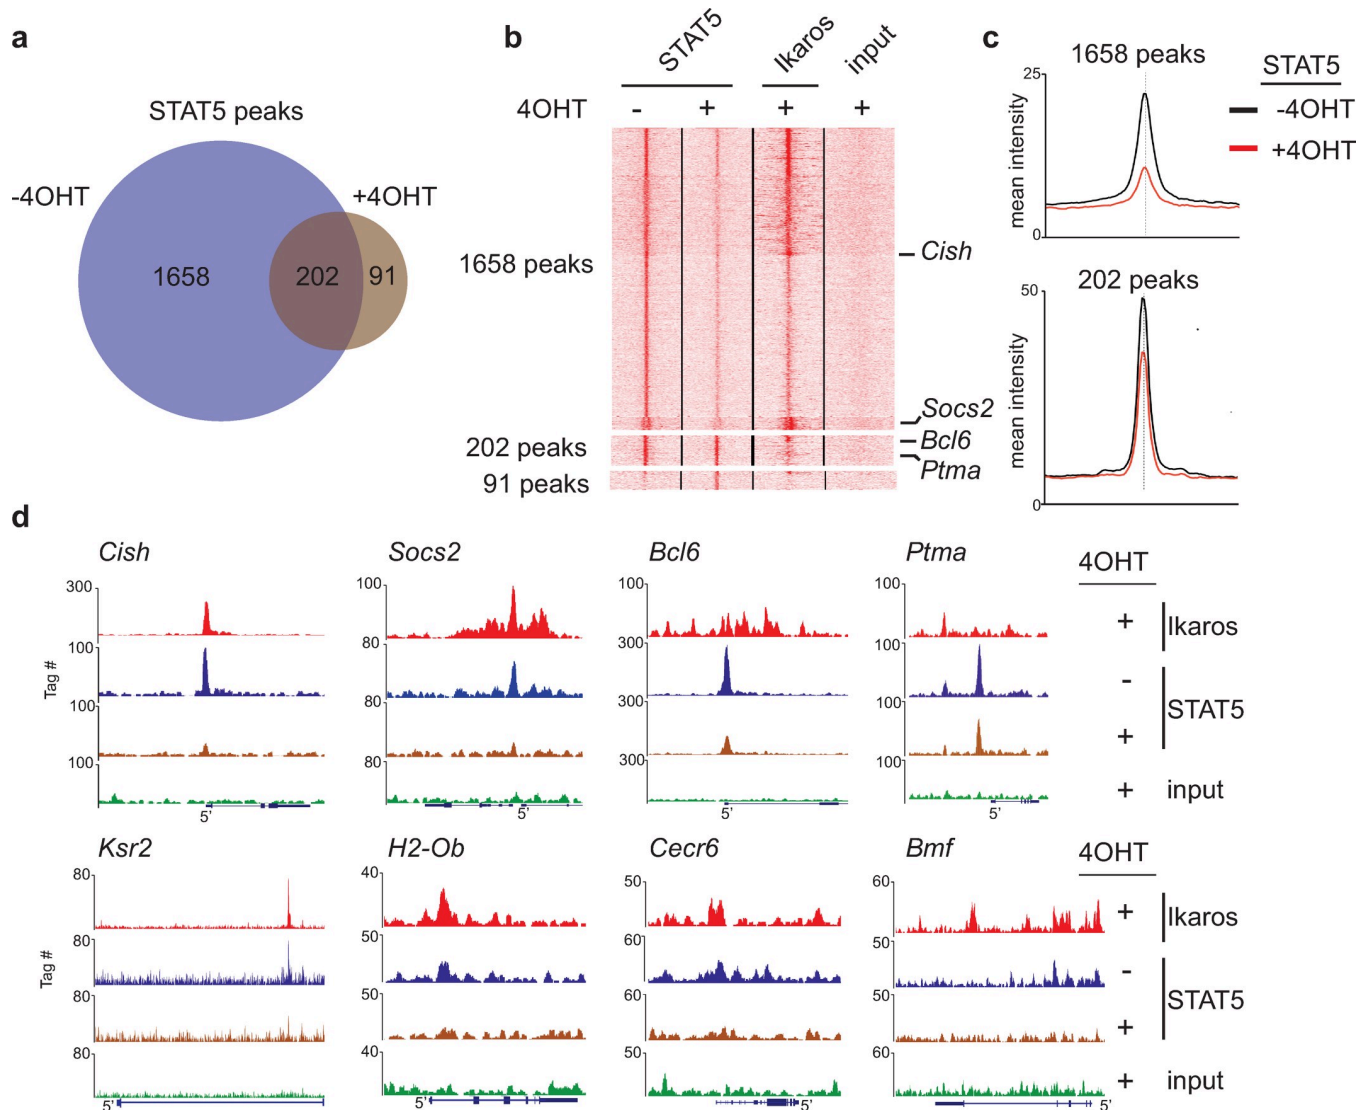 a
STAT5 peaks
-4OHT
+4OHT
1658
202
91
b
STAT5
Ikaros
input
4OHT - + + +
1658 peaks
202 peaks
91 peaks
Cish
Socs2
Bcl6
Ptma
c
1658 peaks
25
mean intensity
0
STAT5
-4OHT
+4OHT
202 peaks
50
mean intensity
0
d
Cish
300
100
100
100
Tag #
5'
Socs2
100
80
80
80
5'
Bcl6
100
300
300
300
5'
Ptma
100
100
100
100
5'
4OHT
+ Ikaros
-
STAT5
+
+ input
Ksr2
80
80
80
80
Tag #
5'
H2-Ob
40
50
50
40
5'
Cecr6
50
60
60
50
5'
Bmf
60
50
50
60
5'
4OHT
+ Ikaros
-
STAT5
+
+ input